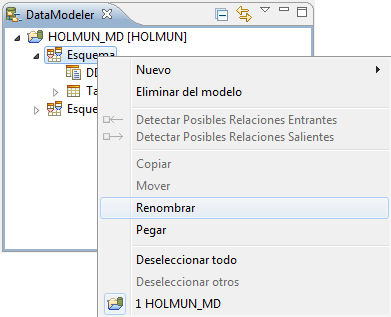 DataModeler
HOLMUN_MD [HOLMUN]
Esquema
DD
Ta
Esque
Nuevo
Eliminar del modelo
Detectar Posibles Relaciones Entrantes
Detectar Posibles Relaciones Salientes
Copiar
Mover
Renombrar
Pegar
Deseleccionar todo
Deseleccionar otros
1 HOLMUN_MD